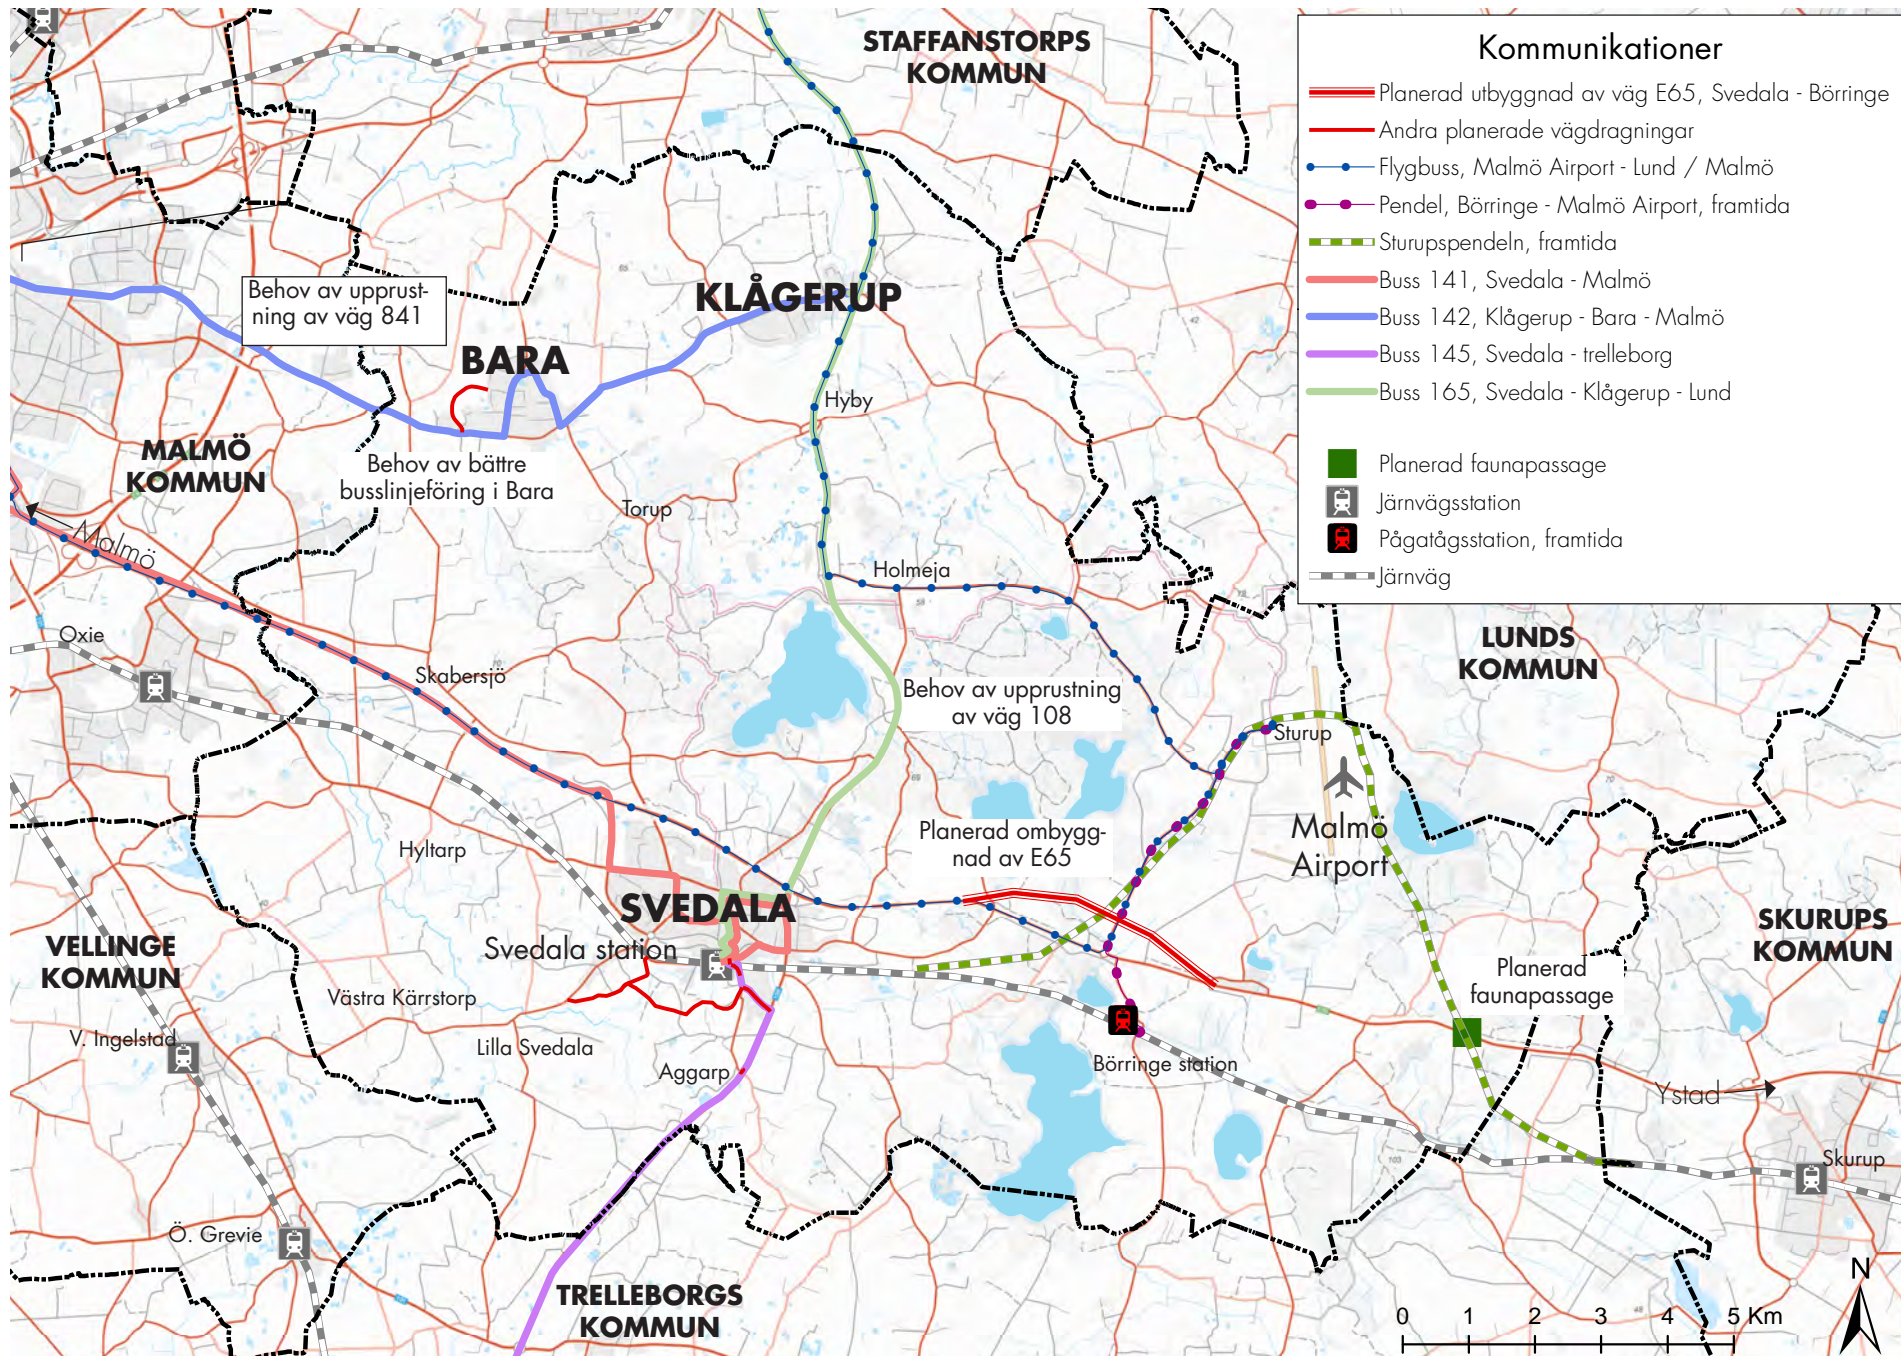 STAFFANSTORPS
KOMMUN
Kommunikationer
Planerad utbyggnad av väg E65, Svedala - Börringe
Andra planerade vägdragningar
Flygbuss, Malmö Airport - Lund / Malmö
Pendel, Börringe - Malmö Airport, framtida
Sturupspendeln, framtida
Buss 141, Svedala - Malmö
Buss 142, Klågerup - Bara - Malmö
Buss 145, Svedala - trelleborg
Buss 165, Svedala - Klågerup - Lund
Planerad faunapassage
Järnvägsstation
Pågatågsstation, framtida
Järnväg
Behov av upprust-
ning av väg 841
KLÅGERUP
BARA
Hyby
MALMÖ
KOMMUN
Behov av bättre
busslinjeföring i Bara
Torup
Malmö
Holmeja
Oxie
Skabersjö
LUNDS
KOMMUN
Behov av upprustning
av väg 108
Sturup
Malmö
Airport
Planerad ombygg-
nad av E65
Hyltarp
SVEDALA
Svedala station
VELLINGE
KOMMUN
SKURUPS
KOMMUN
Planerad
faunapassage
Västra Kärrstorp
V. Ingelstad
Lilla Svedala
Aggarp
Börringe station
Ystad
Skurup
Ö. Grevie
TRELLEBORGS
KOMMUN
N
0 1 2 3 4 5 Km